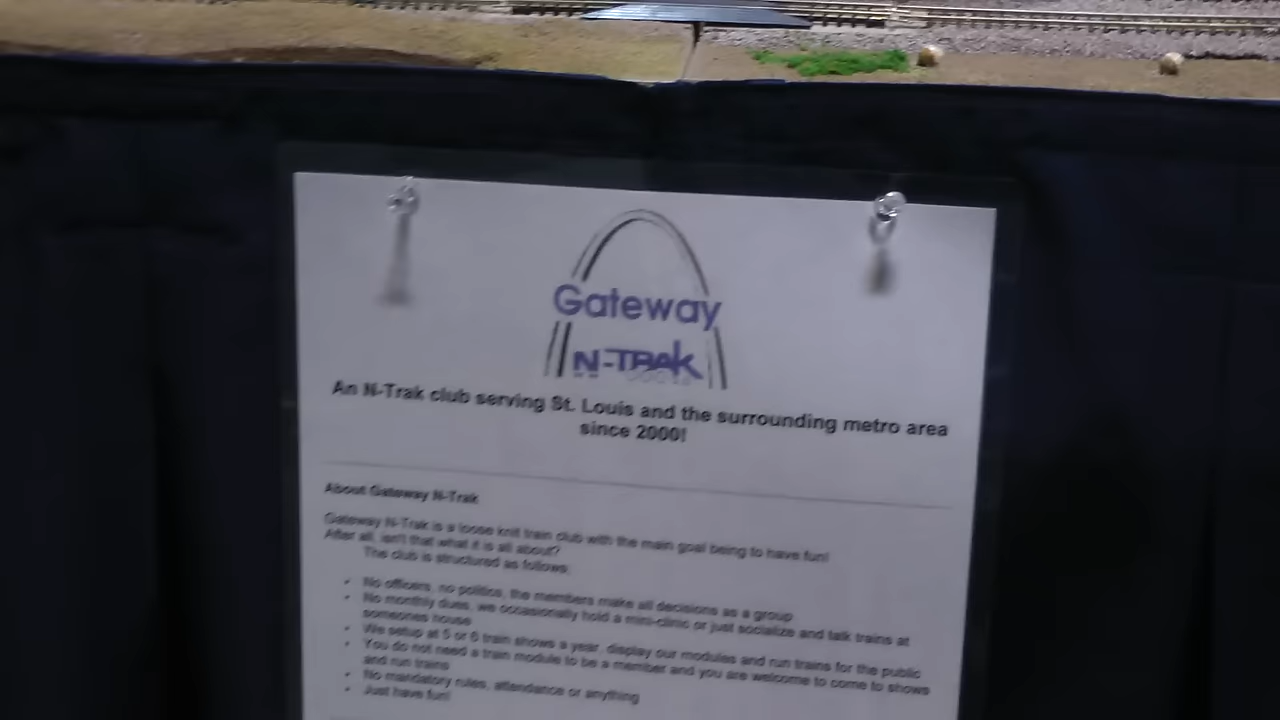 Gateway
N-TRAK
An N-Trak club serving St. Louis and the surrounding metro area
since 2000!
About Gateway N-Trak
Gateway N-Trak is a loose knit train club with the main goal being to have fun!
After all, isn't that what it is all about?
The club is structured as follows:
• No officers, no politics, the members make all decisions as a group
• No monthly dues, we occasionally hold a mini-clinic or just socialize and talk trains at
someones house
• We setup at 5 or 6 train shows a year, display our modules and run trains for the public
• You do not need a train module to be a member and you are welcome to come to shows
and run trains
• No mandatory rules, attendance or anything
• Just have fun!